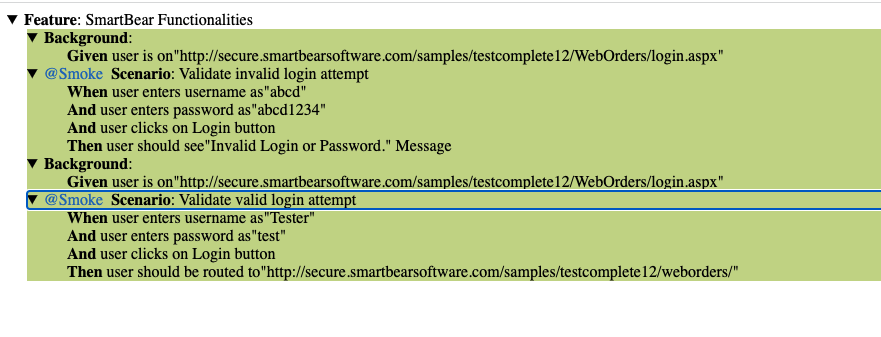 Feature: SmartBear Functionalities
Background:
Given user is on"http://secure.smartbearsoftware.com/samples/testcomplete12/WebOrders/login.aspx"
@Smoke Scenario: Validate invalid login attempt
When user enters username as"abcd"
And user enters password as"abcd1234"
And user clicks on Login button
Then user should see"Invalid Login or Password." Message
Background:
Given user is on"http://secure.smartbearsoftware.com/samples/testcomplete12/WebOrders/login.aspx"
@Smoke Scenario: Validate valid login attempt
When user enters username as"Tester"
And user enters password as"test"
And user clicks on Login button
Then user should be routed to"http://secure.smartbearsoftware.com/samples/testcomplete12/weborders/"